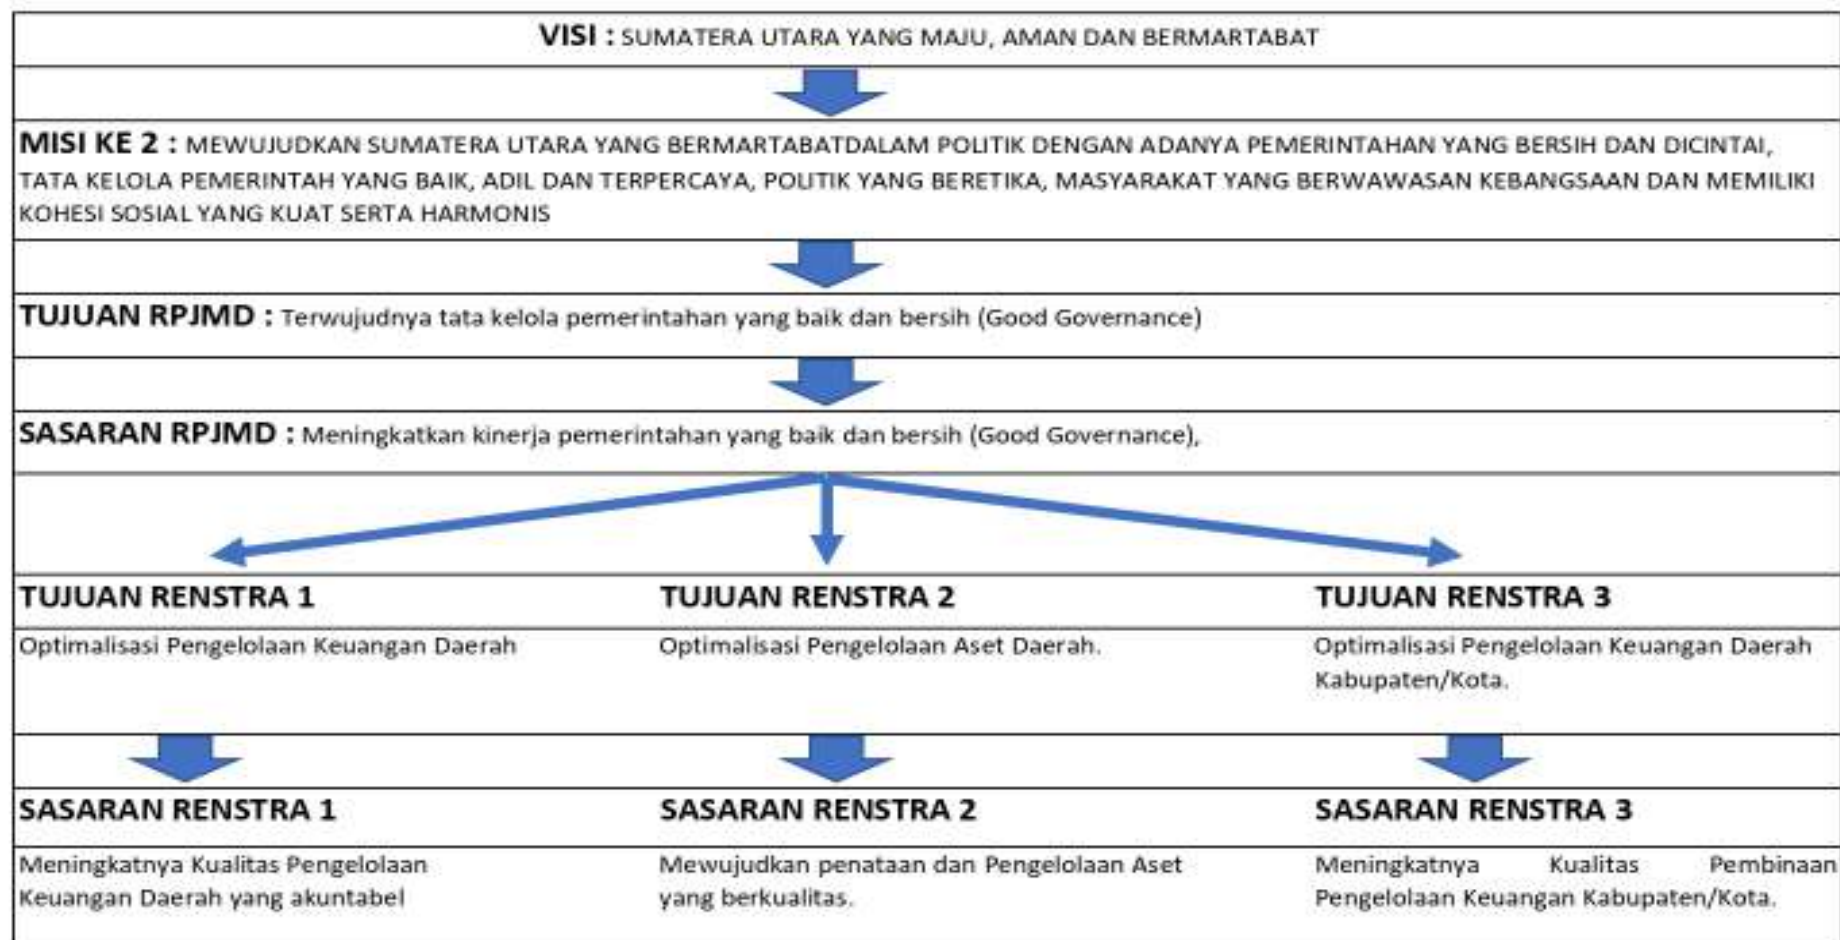 VISI : SUMATERA UTARA YANG MAJU, AMAN DAN BERMARTABAT
MISI KE 2 : MEWUJUDKAN SUMATERA UTARA YANG BERMARTABATDALAM POLITIK DENGAN ADANYA PEMERINTAHAN YANG BERSIH DAN DICINTAI,
TATA KELOLA PEMERINTAH YANG BAIK, ADIL DAN TERPERCAYA, POLITIK YANG BERETIKA, MASYARAKAT YANG BERWAWASAN KEBANGSAAN DAN MEMILIKI
KOHESI SOSIAL YANG KUAT SERTA HARMONIS
TUJUAN RPJMD : Terwujudnya tata kelola pemerintahan yang baik dan bersih (Good Governance)
SASARAN RPJMD : Meningkatkan kinerja pemerintahan yang baik dan bersih (Good Governance),
TUJUAN RENSTRA 1
Optimalisasi Pengelolaan Keuangan Daerah
TUJUAN RENSTRA 2
Optimalisasi Pengelolaan Aset Daerah.
TUJUAN RENSTRA 3
Optimalisasi Pengelolaan Keuangan Daerah
Kabupaten/Kota.
SASARAN RENSTRA 1
Meningkatnya Kualitas Pengelolaan
Keuangan Daerah yang akuntabel
SASARAN RENSTRA 2
Mewujudkan penataan dan Pengelolaan Aset
yang berkualitas.
SASARAN RENSTRA 3
Meningkatnya Kualitas Pembinaan
Pengelolaan Keuangan Kabupaten/Kota.